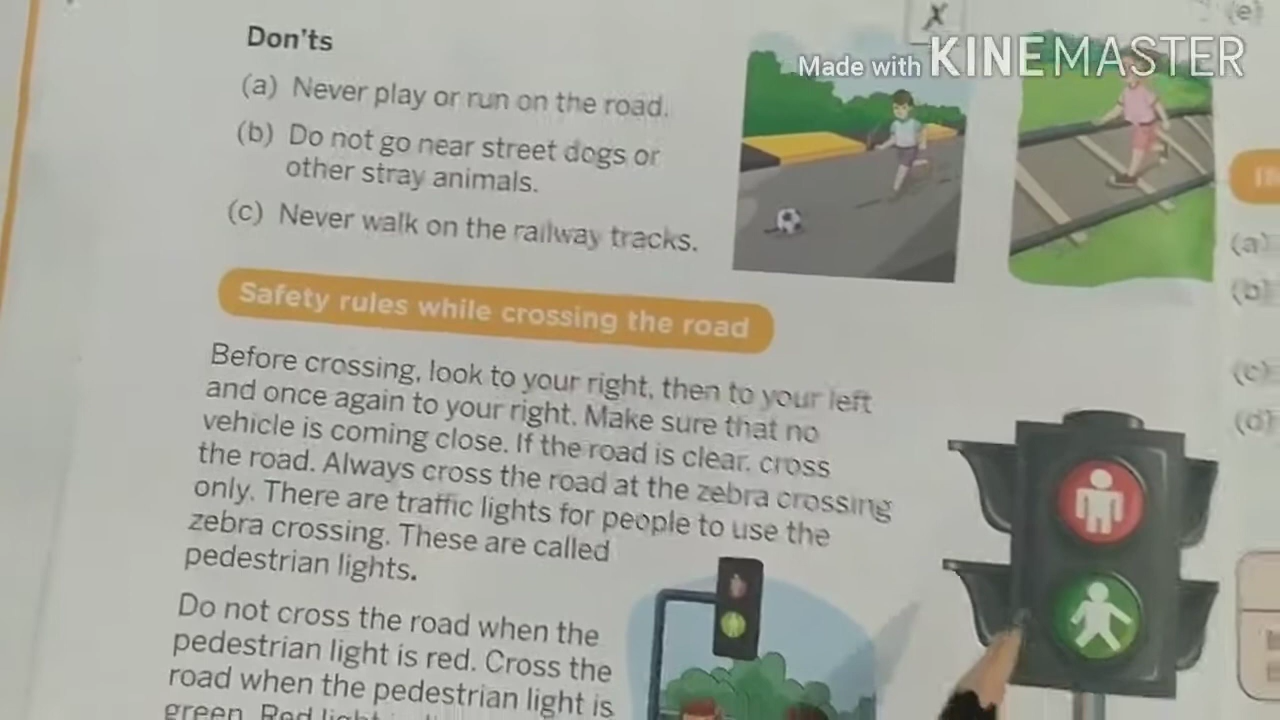 x
(e)
Made with KINEMASTER
Don'ts
(a) Never play or run on the road.
(b) Do not go near street dogs or
other stray animals.
(c) Never walk on the railway tracks.
Safety rules while crossing the road
Before crossing, look to your right, then to your left
and once again to your right. Make sure that no
vehicle is coming close. If the road is clear, cross
the road. Always cross the road at the zebra crossing
only. There are traffic lights for people to use the
zebra crossing. These are called
pedestrian lights.
Do not cross the road when the
pedestrian light is red. Cross the
road when the pedestrian light is
green. Red light
(a)
(b)
(c)
(d)